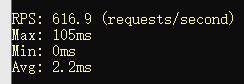 RPS: 616.9 (requests/second)
Max: 105ms
Min: 0ms
Avg: 2.2ms